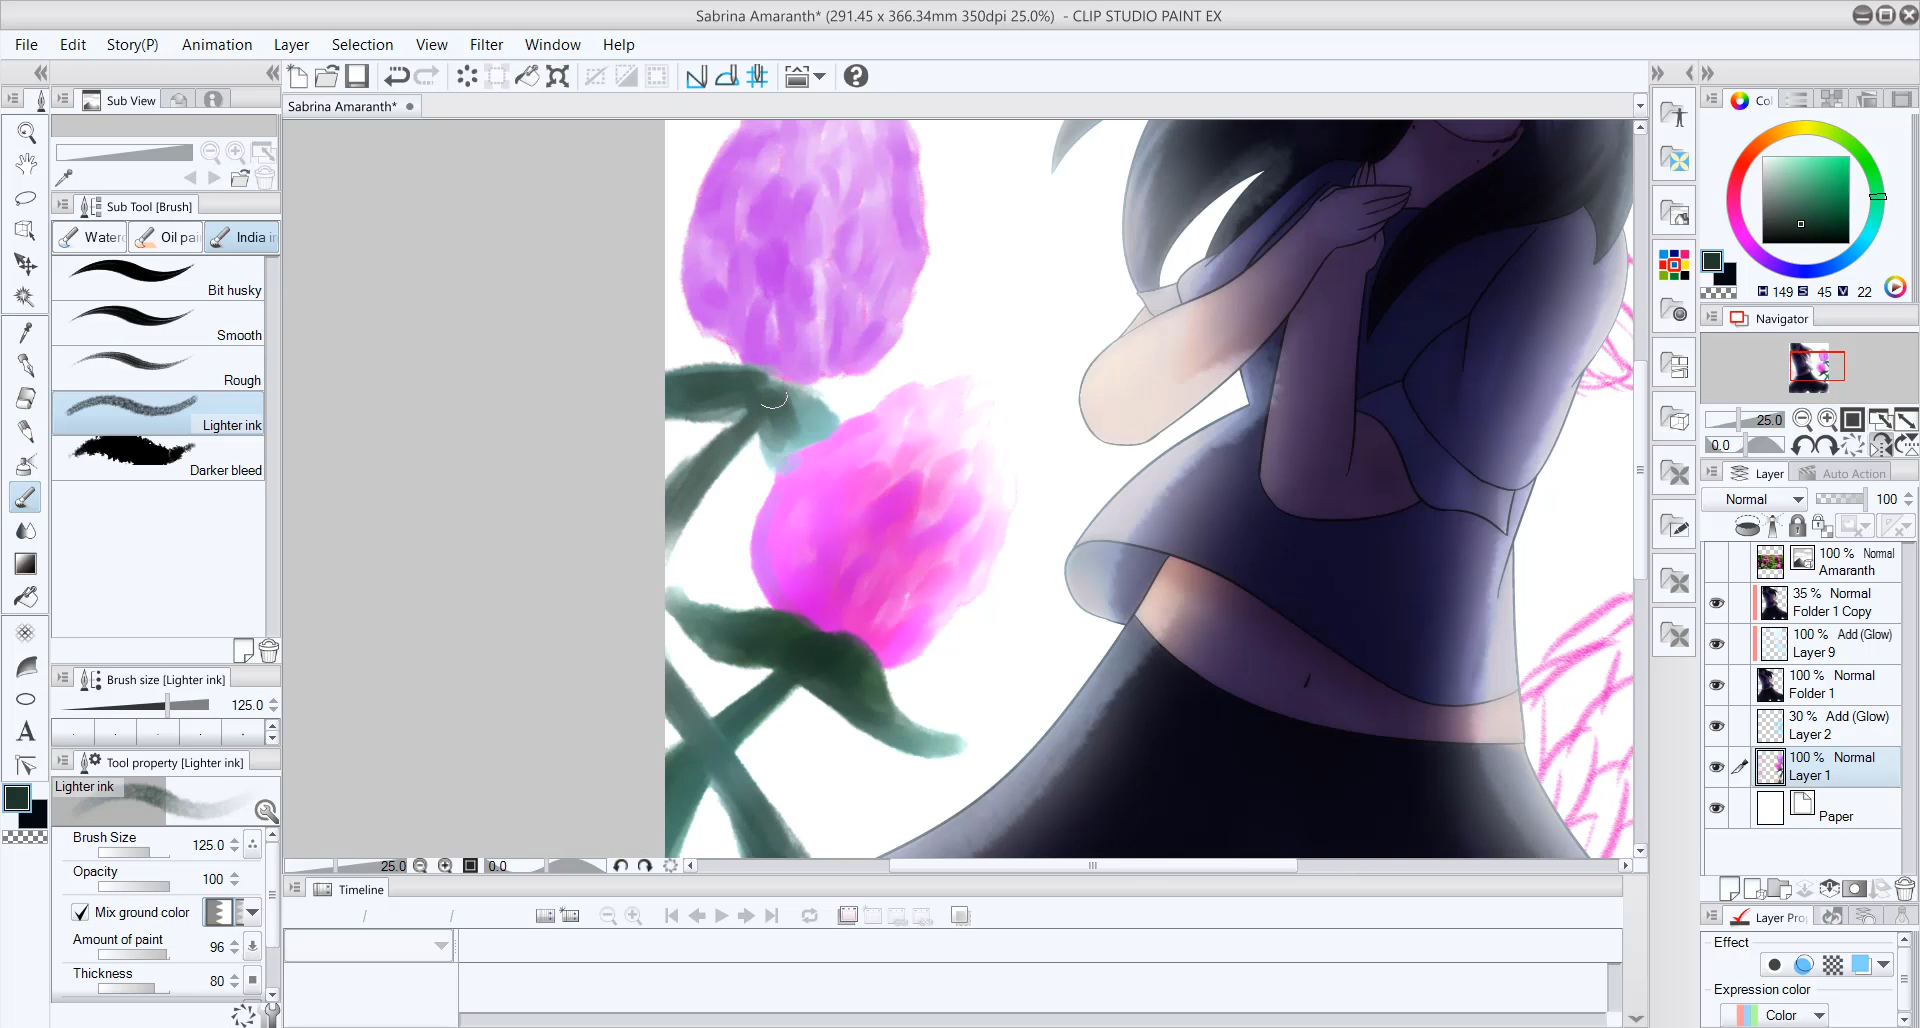 Sabrina Amaranth* (291.45 x 366.34mm 350dpi 25.0%) - CLIP STUDIO PAINT EX
File Edit Story(P) Animation Layer Selection View Filter Window Help
Sub View
Sabrina Amaranth*
Sub Tool [Brush]
Oil pai India in
Bit husky
Smooth
Rough
Lighter ink
Darker bleed
Brush size [Lighter ink]
125.0
Tool property [Lighter ink]
Lighter ink
Brush Size 125.0
Opacity 100
Mix ground color
Amount of paint 96
Thickness 80
25.0 0.0
Timeline
/ /
Col
H 149 S 45 V 22
Navigator
25.0
0.0
Layer Auto Action
Normal 100
100 % Normal
Amaranth
35 % Normal
Folder 1 Copy
100 % Add (Glow)
Layer 9
100 % Normal
Folder 1
30 % Add (Glow)
Layer 2
100 % Normal
Layer 1
Paper
Layer Pro
Effect
Expression color
Color